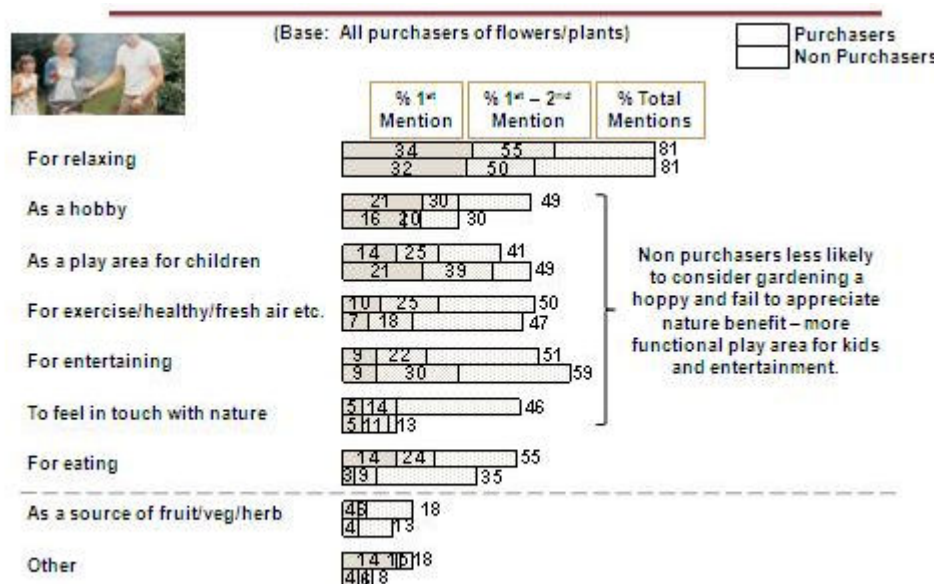 (Base: All purchasers of flowers/plants)
Purchasers
Non Purchasers
% 1st Mention
% 1st – 2nd Mention
% Total Mentions
For relaxing
34 55 81
32 50 81
As a hobby
21 30 49
16 20 30
As a play area for children
14 25 41
21 39 49
For exercise/healthy/fresh air etc.
10 25 50
7 18 47
For entertaining
9 22 51
9 30 59
To feel in touch with nature
5 14 46
5 11 13
For eating
14 24 55
3 9 35
As a source of fruit/veg/herb
4 6 18
4 13
Other
14 15 18
4 8
Non purchasers less likely
to consider gardening a
hoppy and fail to appreciate
nature benefit – more
functional play area for kids
and entertainment.